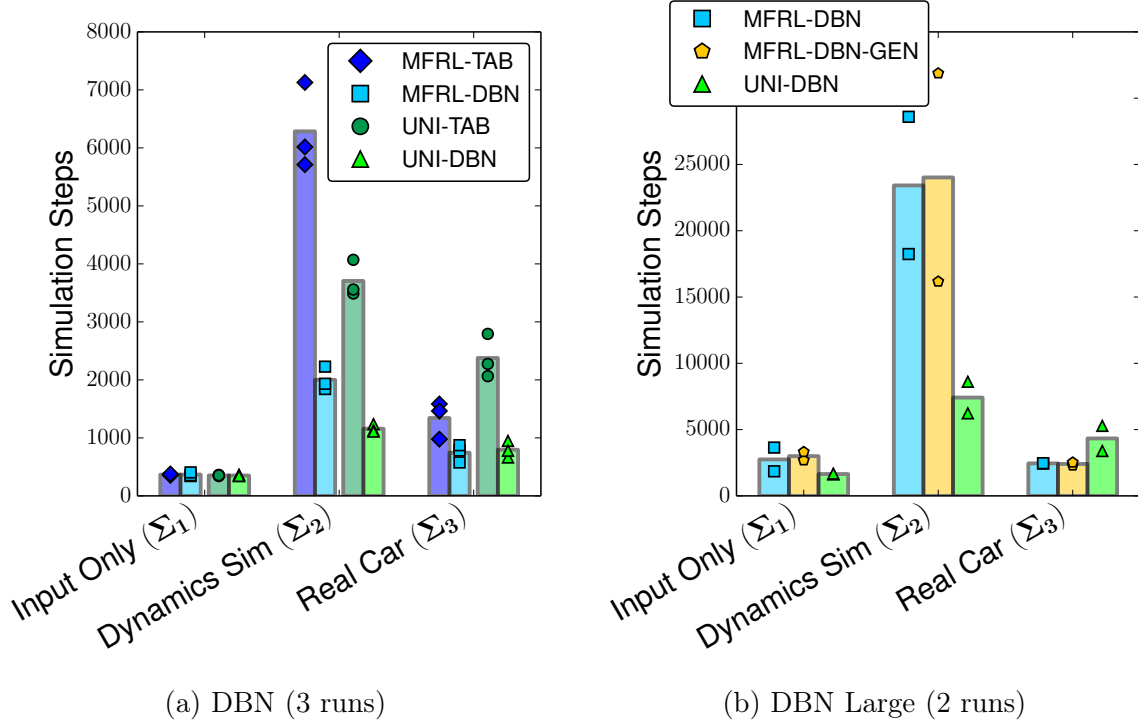 8000
7000
6000
5000
4000
3000
2000
1000
0
Simulation Steps
MFRL-TAB
MFRL-DBN
UNI-TAB
UNI-DBN
Input Only (Σ₁)
Dynamics Sim (Σ₂)
Real Car (Σ₃)
(a) DBN (3 runs)
MFRL-DBN
MFRL-DBN-GEN
UNI-DBN
25000
20000
15000
10000
5000
0
Simulation Steps
Input Only (Σ₁)
Dynamics Sim (Σ₂)
Real Car (Σ₃)
(b) DBN Large (2 runs)